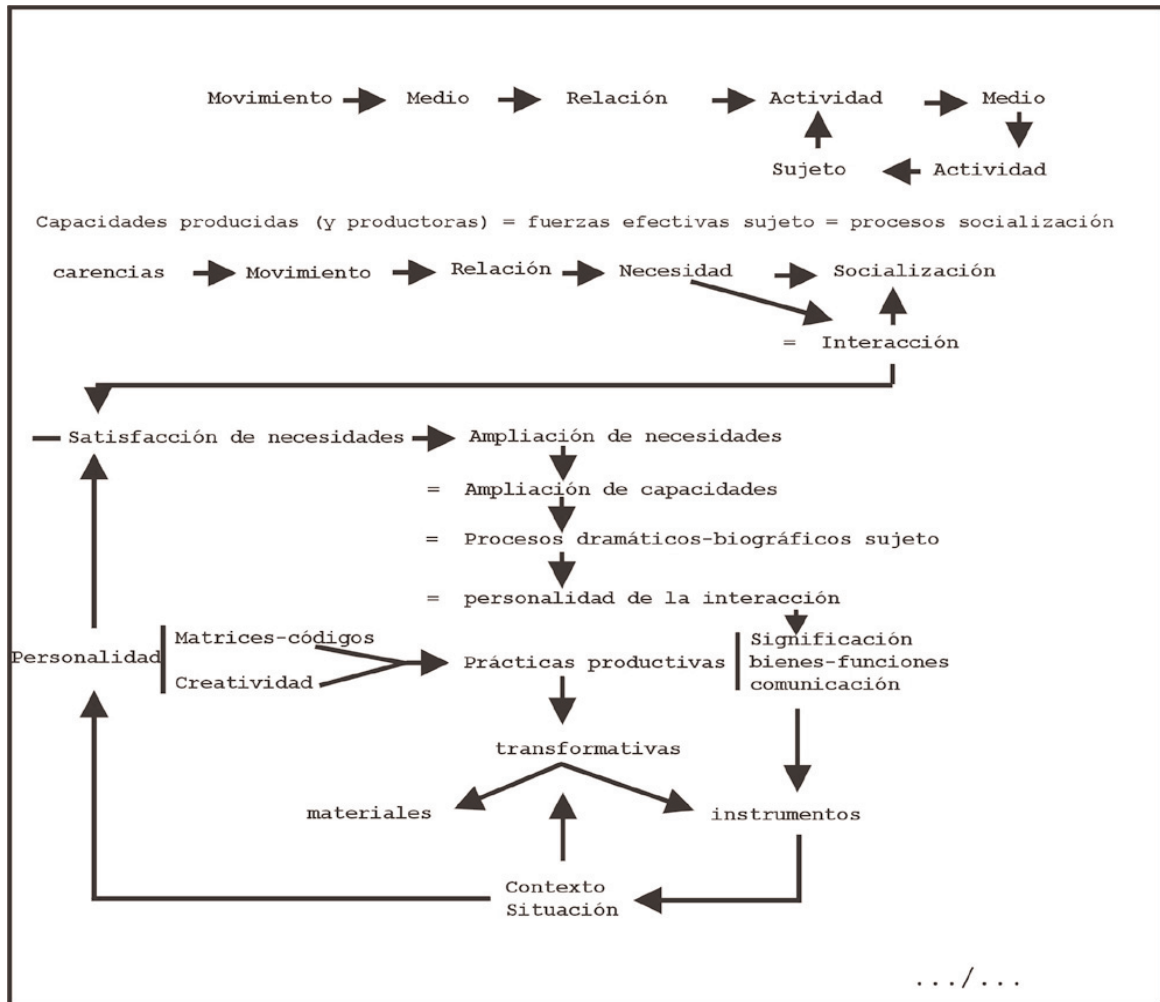 Movimiento Medio Relación Actividad Medio
Sujeto Actividad
Capacidades producidas (y productoras) = fuerzas efectivas sujeto = procesos socialización
carencias Movimiento Relación Necesidad Socialización
= Interacción
Satisfacción de necesidades Ampliación de necesidades
= Ampliación de capacidades
= Procesos dramáticos-biográficos sujeto
= personalidad de la interacción
Matrices-códigos
Personalidad
Creatividad
Prácticas productivas
Significación
bienes-funciones
comunicación
transformativas
materiales instrumentos
Contexto
Situación
.../...